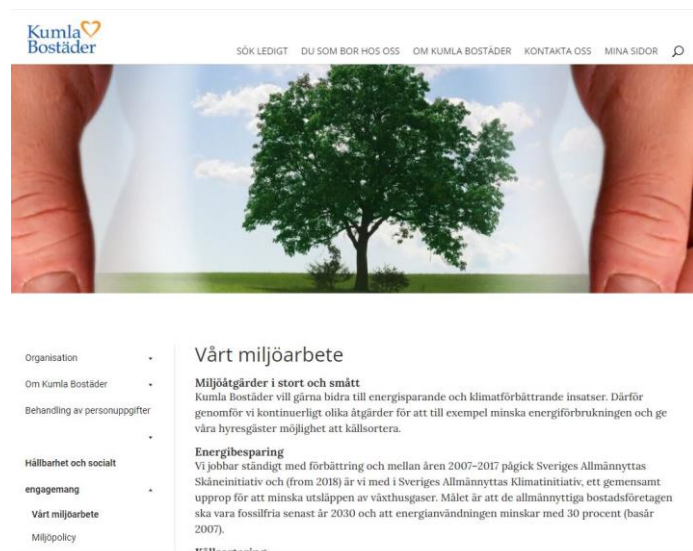 Kumla
Bostäder
SÖK LEDIGT DU SOM BOR HOS OSS OM KUMLA BOSTÄDER KONTAKTA OSS MINA SIDOR
Organisation
Om Kumla Bostäder
Behandling av personuppgifter
Hållbarhet och socialt
engagemang
Vårt miljöarbete
Miljöpolicy
Vårt miljöarbete
Miljöåtgärder i stort och smått
Kumla Bostäder vill gärna bidra till energisparande och klimatförbättrande insatser. Därför
genomför vi kontinuerligt olika åtgärder för att till exempel minska energiförbrukningen och ge
våra hyresgäster möjlighet att källsortera.
Energibesparing
Vi jobbar ständigt med förbättring och mellan åren 2007-2017 pågick Sveriges Allmännyttas
Skåneinitiativ och (from 2018) är vi med i Sveriges Allmännyttas Klimatinitiativ, ett gemensamt
upprop för att minska utsläppen av växthusgaser. Målet är att de allmännyttiga bostadsföretagen
ska vara fossilfria senast år 2030 och att energianvändningen minskar med 30 procent (basår
2007).